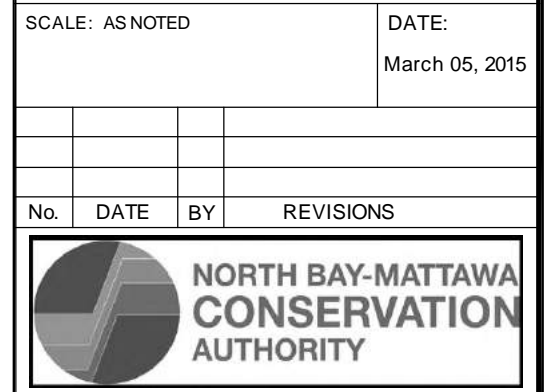 SCALE: AS NOTED
DATE:
March 05, 2015
No. DATE BY REVISIONS
NORTH BAY-MATTAWA
CONSERVATION
AUTHORITY